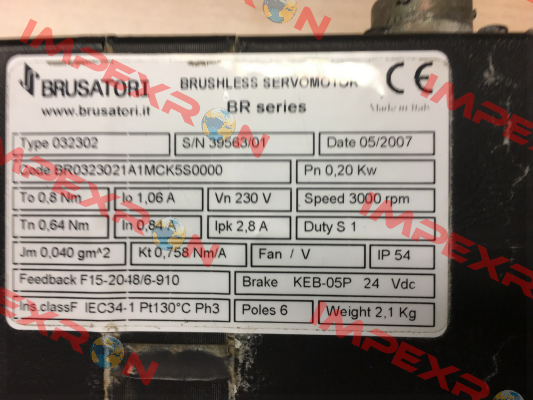 BRUSATORI BRUSHLESS SERVOMOTOR CE
www.brusatori.it BR series Made in Italy
Type 032302 S/N 39563/01 Date 05/2007
Code BR0323021A1MCK5S0000 Pn 0,20 Kw
To 0,8 Nm Io 1,06 A Vn 230 V Speed 3000 rpm
Tn 0,64 Nm In 0,84 A Ipk 2,8 A Duty S 1
Jm 0,040 gm^2 Kt 0,758 Nm/A Fan / V IP 54
Feedback F15-2048/6-910 Brake KEB-05P 24 Vdc
Ins.classF IEC34-1 Pt130°C Ph3 Poles 6 Weight 2,1 Kg
IMPEXRON
IMPEXRON
IMPEXRON
IMPEXRON